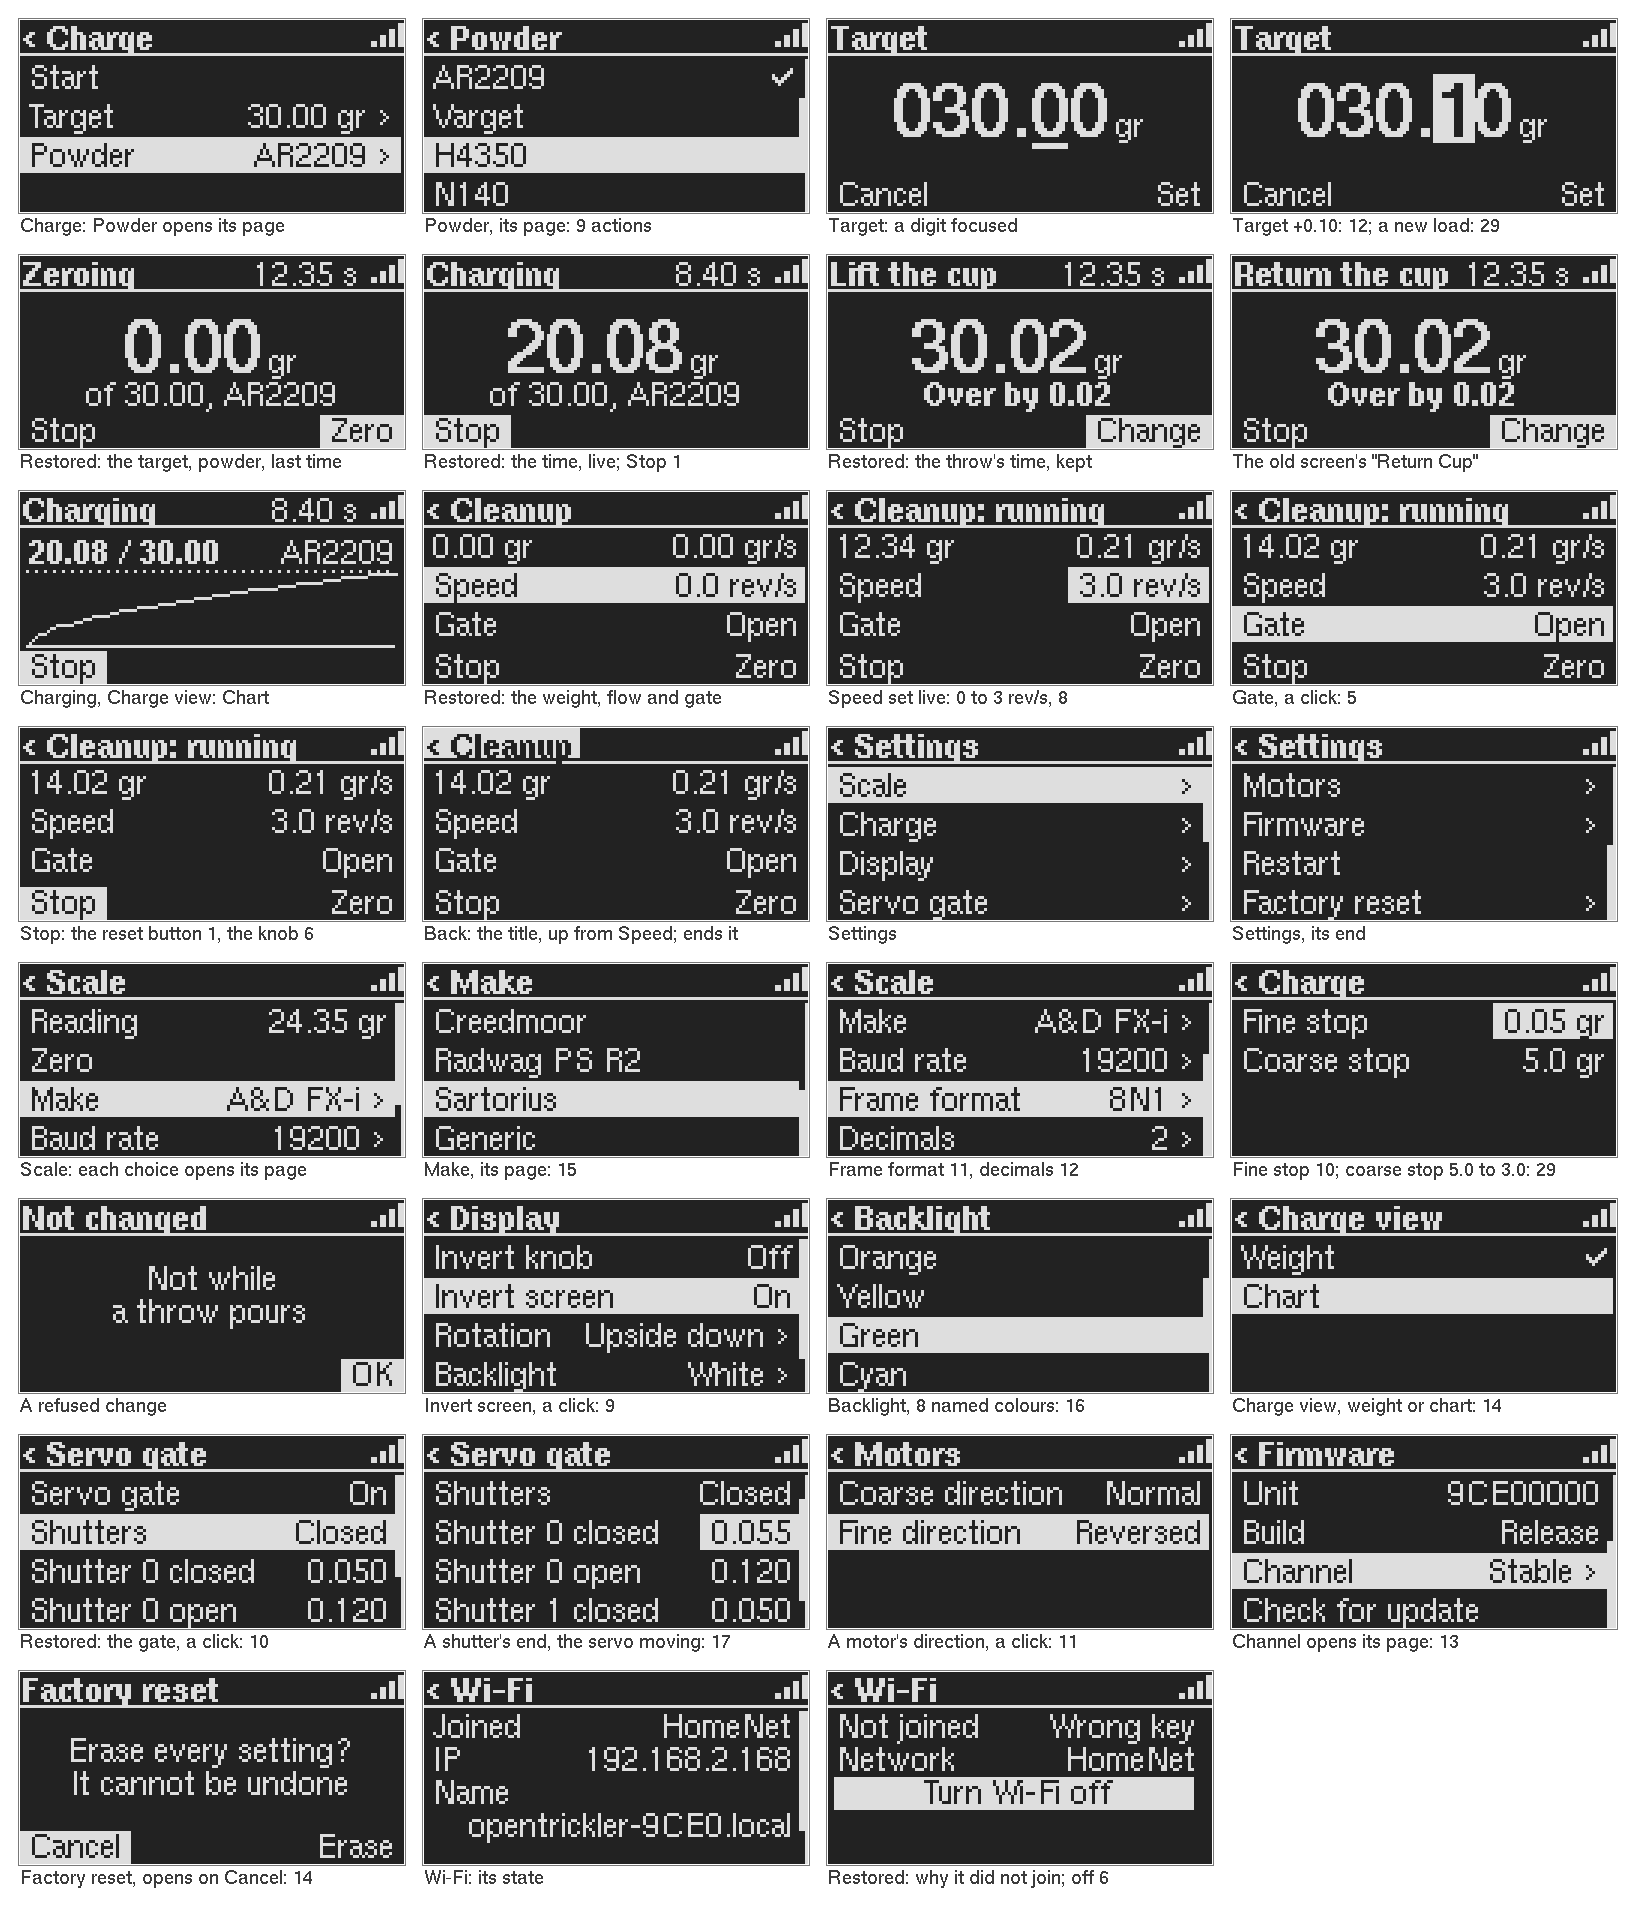 < Charge
Start
Target 30.00 gr >
Powder AR2209 >
Charge: Powder opens its page
< Powder
AR2209
Varget
H4350
N140
Powder, its page: 9 actions
Target
030.00 gr
Cancel Set
Target: a digit focused
Target
030.10 gr
Cancel Set
Target +0.10: 12; a new load: 29
Zeroing 12.35 s
0.00 gr
of 30.00, AR2209
Stop Zero
Restored: the target, powder, last time
Charging 8.40 s
20.08 gr
of 30.00, AR2209
Stop
Restored: the time, live; Stop 1
Lift the cup 12.35 s
30.02 gr
Over by 0.02
Stop Change
Restored: the throw's time, kept
Return the cup 12.35 s
30.02 gr
Over by 0.02
Stop Change
The old screen's "Return Cup"
Charging 8.40 s
20.08 / 30.00 AR2209
Stop
Charging, Charge view: Chart
< Cleanup
0.00 gr 0.00 gr/s
Speed 0.0 rev/s
Gate Open
Stop Zero
Restored: the weight, flow and gate
< Cleanup: running
12.34 gr 0.21 gr/s
Speed 3.0 rev/s
Gate Open
Stop Zero
Speed set live: 0 to 3 rev/s, 8
< Cleanup: running
14.02 gr 0.21 gr/s
Speed 3.0 rev/s
Gate Open
Stop Zero
Gate, a click: 5
< Cleanup: running
14.02 gr 0.21 gr/s
Speed 3.0 rev/s
Gate Open
Stop Zero
Stop: the reset button 1, the knob 6
< Cleanup
14.02 gr 0.21 gr/s
Speed 3.0 rev/s
Gate Open
Stop Zero
Back: the title, up from Speed; ends it
< Settings
Scale >
Charge >
Display >
Servo gate >
Settings
< Settings
Motors >
Firmware >
Restart
Factory reset >
Settings, its end
< Scale
Reading 24.35 gr
Zero
Make A&D FX-i >
Baud rate 19200 >
Scale: each choice opens its page
< Make
Creedmoor
Radwag PS R2
Sartorius
Generic
Make, its page: 15
< Scale
Make A&D FX-i >
Baud rate 19200 >
Frame format 8N1 >
Decimals 2 >
Frame format 11, decimals 12
< Charge
Fine stop 0.05 gr
Coarse stop 5.0 gr
Fine stop 10; coarse stop 5.0 to 3.0: 29
Not changed
Not while
a throw pours
OK
A refused change
< Display
Invert knob Off
Invert screen On
Rotation Upside down >
Backlight White >
Invert screen, a click: 9
< Backlight
Orange
Yellow
Green
Cyan
Backlight, 8 named colours: 16
< Charge view
Weight
Chart
Charge view, weight or chart: 14
< Servo gate
Servo gate On
Shutters Closed
Shutter 0 closed 0.050
Shutter 0 open 0.120
Restored: the gate, a click: 10
< Servo gate
Shutters Closed
Shutter 0 closed 0.055
Shutter 0 open 0.120
Shutter 1 closed 0.050
A shutter's end, the servo moving: 17
< Motors
Coarse direction Normal
Fine direction Reversed
A motor's direction, a click: 11
< Firmware
Unit 9CE00000
Build Release
Channel Stable >
Check for update
Channel opens its page: 13
Factory reset
Erase every setting?
It cannot be undone
Cancel Erase
Factory reset, opens on Cancel: 14
< Wi-Fi
Joined HomeNet
IP 192.168.2.168
Name
opentrickler-9CE0.local
Wi-Fi: its state
< Wi-Fi
Not joined Wrong key
Network HomeNet
Turn Wi-Fi off
Restored: why it did not join; off 6